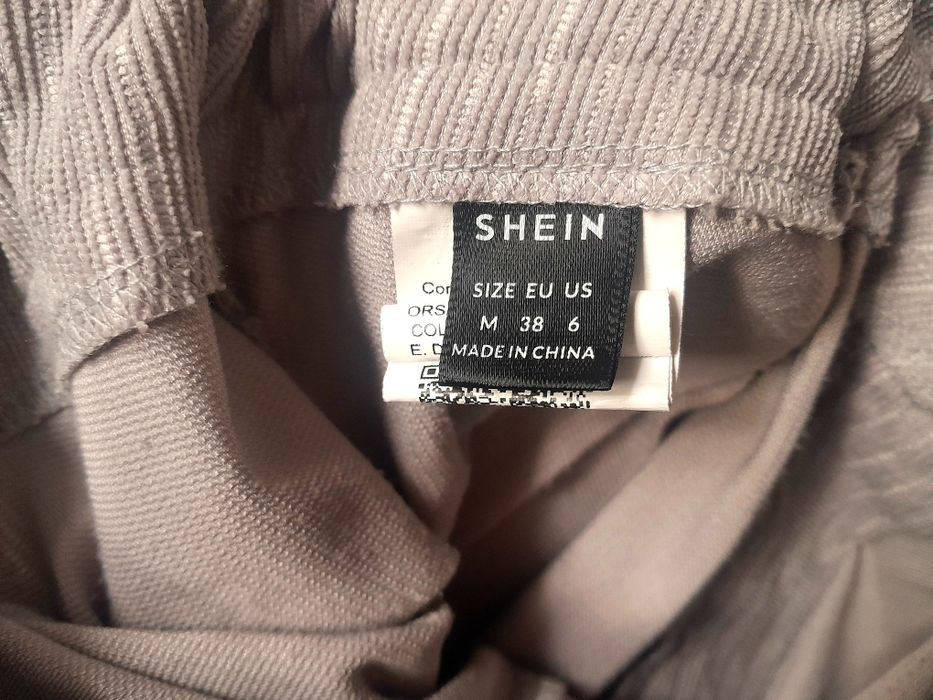 SHEIN
SIZE EU US
M 38 6
MADE IN CHINA
E. D